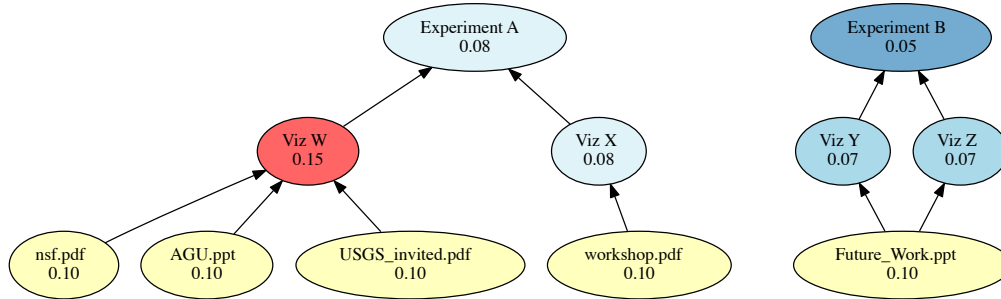 Experiment A
0.08
Experiment B
0.05
Viz W
0.15
Viz X
0.08
Viz Y
0.07
Viz Z
0.07
nsf.pdf
0.10
AGU.ppt
0.10
USGS_invited.pdf
0.10
workshop.pdf
0.10
Future_Work.ppt
0.10